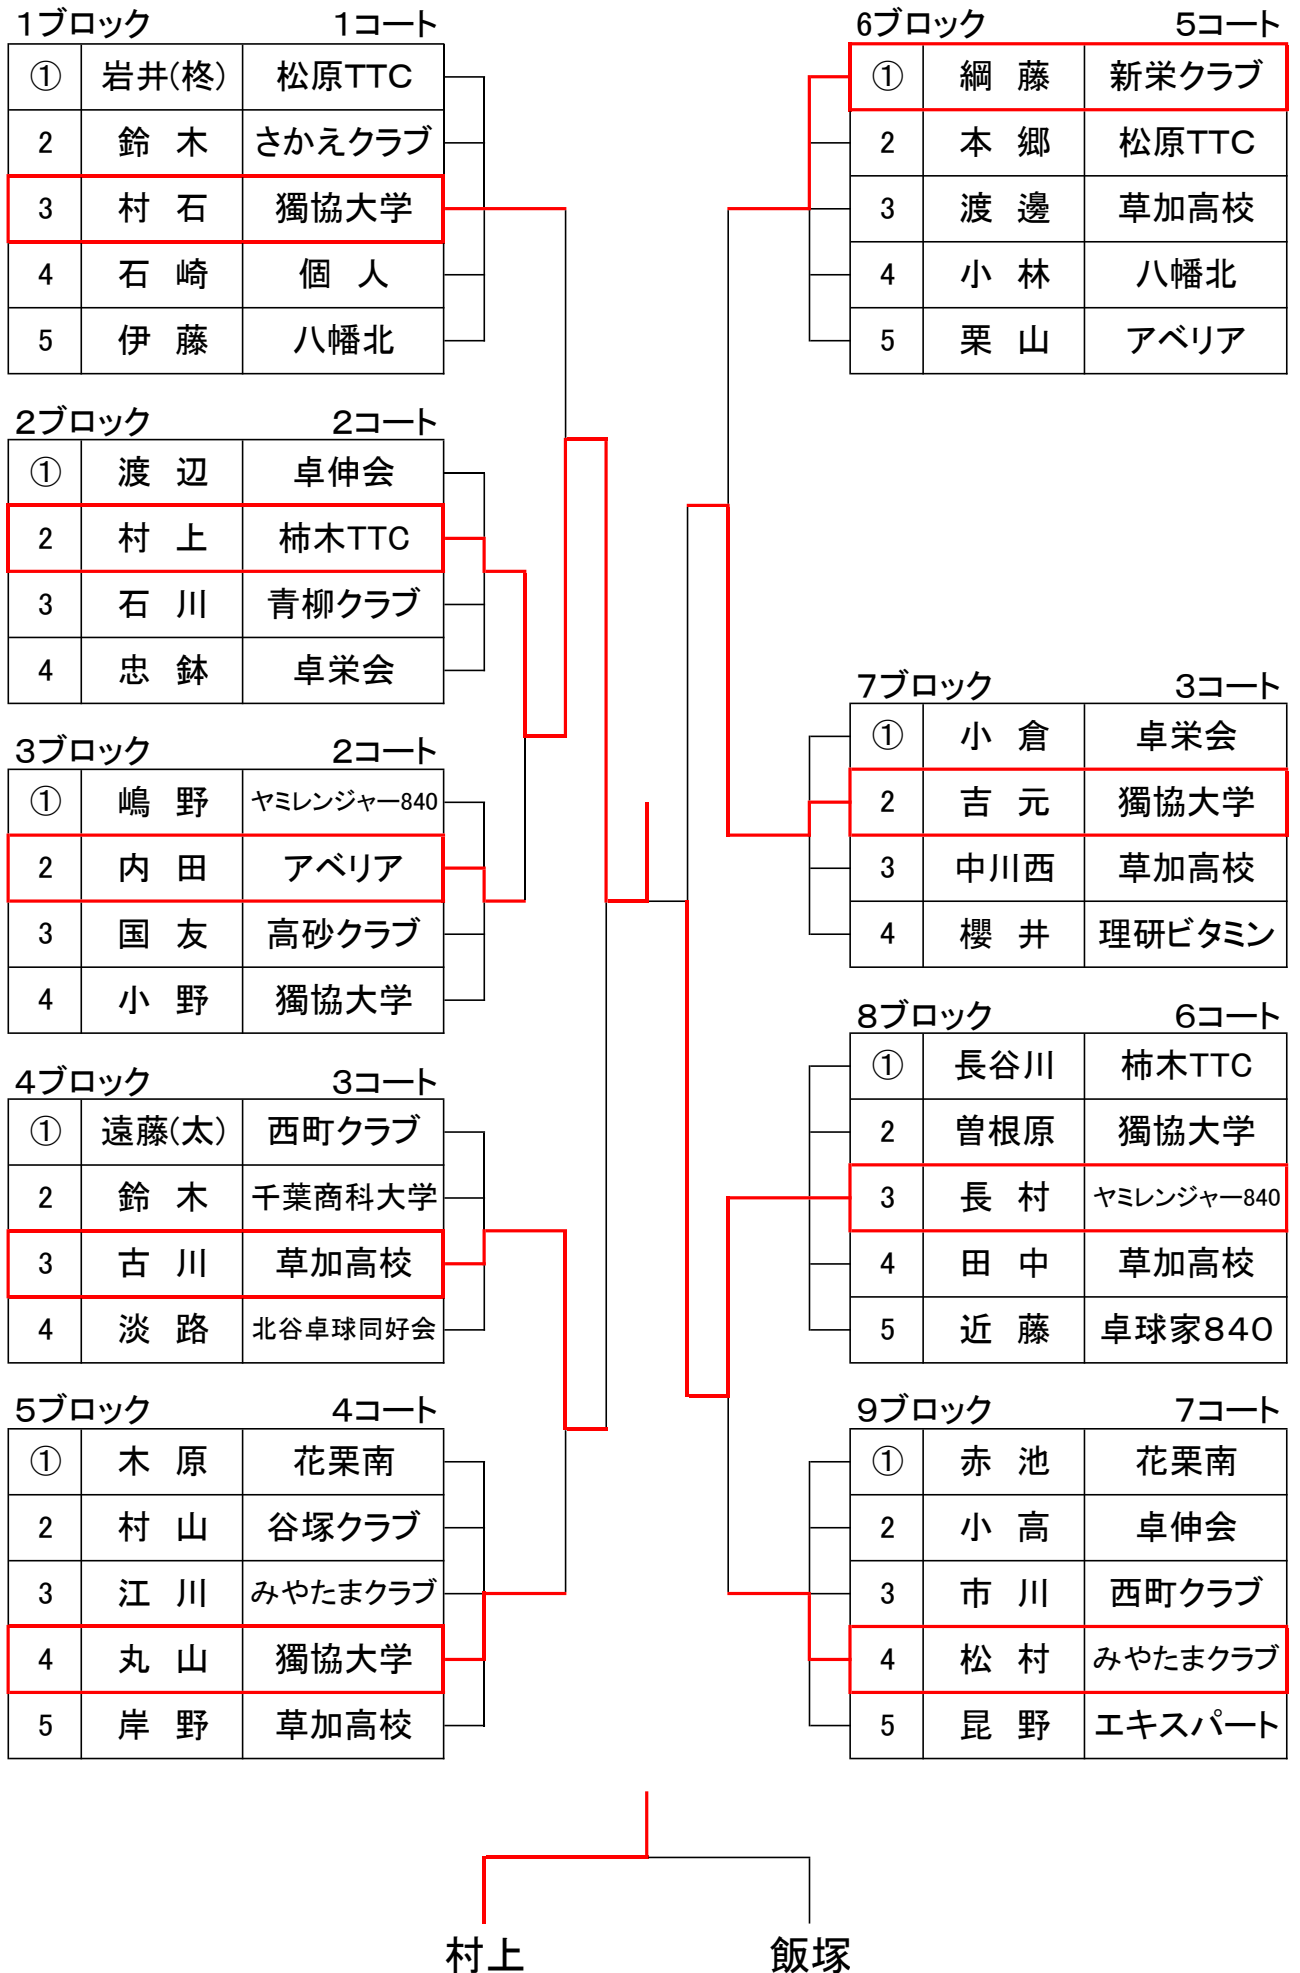 1ブロック 1コート
① 岩井(柊) 松原TTC
2 鈴 木 さかえクラブ
3 村 石 獨協大学
4 石 崎 個 人
5 伊 藤 八幡北
2ブロック 2コート
① 渡 辺 卓伸会
2 村 上 柿木TTC
3 石 川 青柳クラブ
4 忠 鉢 卓栄会
3ブロック 2コート
① 嶋 野 ヤミレンジャー840
2 内 田 アベリア
3 国 友 高砂クラブ
4 小 野 獨協大学
4ブロック 3コート
① 遠藤(太) 西町クラブ
2 鈴 木 千葉商科大学
3 古 川 草加高校
4 淡 路 北谷卓球同好会
5ブロック 4コート
① 木 原 花栗南
2 村 山 谷塚クラブ
3 江 川 みやたまクラブ
4 丸 山 獨協大学
5 岸 野 草加高校
6ブロック 5コート
① 綱 藤 新栄クラブ
2 本 郷 松原TTC
3 渡 邊 草加高校
4 小 林 八幡北
5 栗 山 アベリア
7ブロック 3コート
① 小 倉 卓栄会
2 吉 元 獨協大学
3 中川西 草加高校
4 櫻 井 理研ビタミン
8ブロック 6コート
① 長谷川 柿木TTC
2 曽根原 獨協大学
3 長 村 ヤミレンジャー840
4 田 中 草加高校
5 近 藤 卓球家840
9ブロック 7コート
① 赤 池 花栗南
2 小 高 卓伸会
3 市 川 西町クラブ
4 松 村 みやたまクラブ
5 昆 野 エキスパート
村上 飯塚